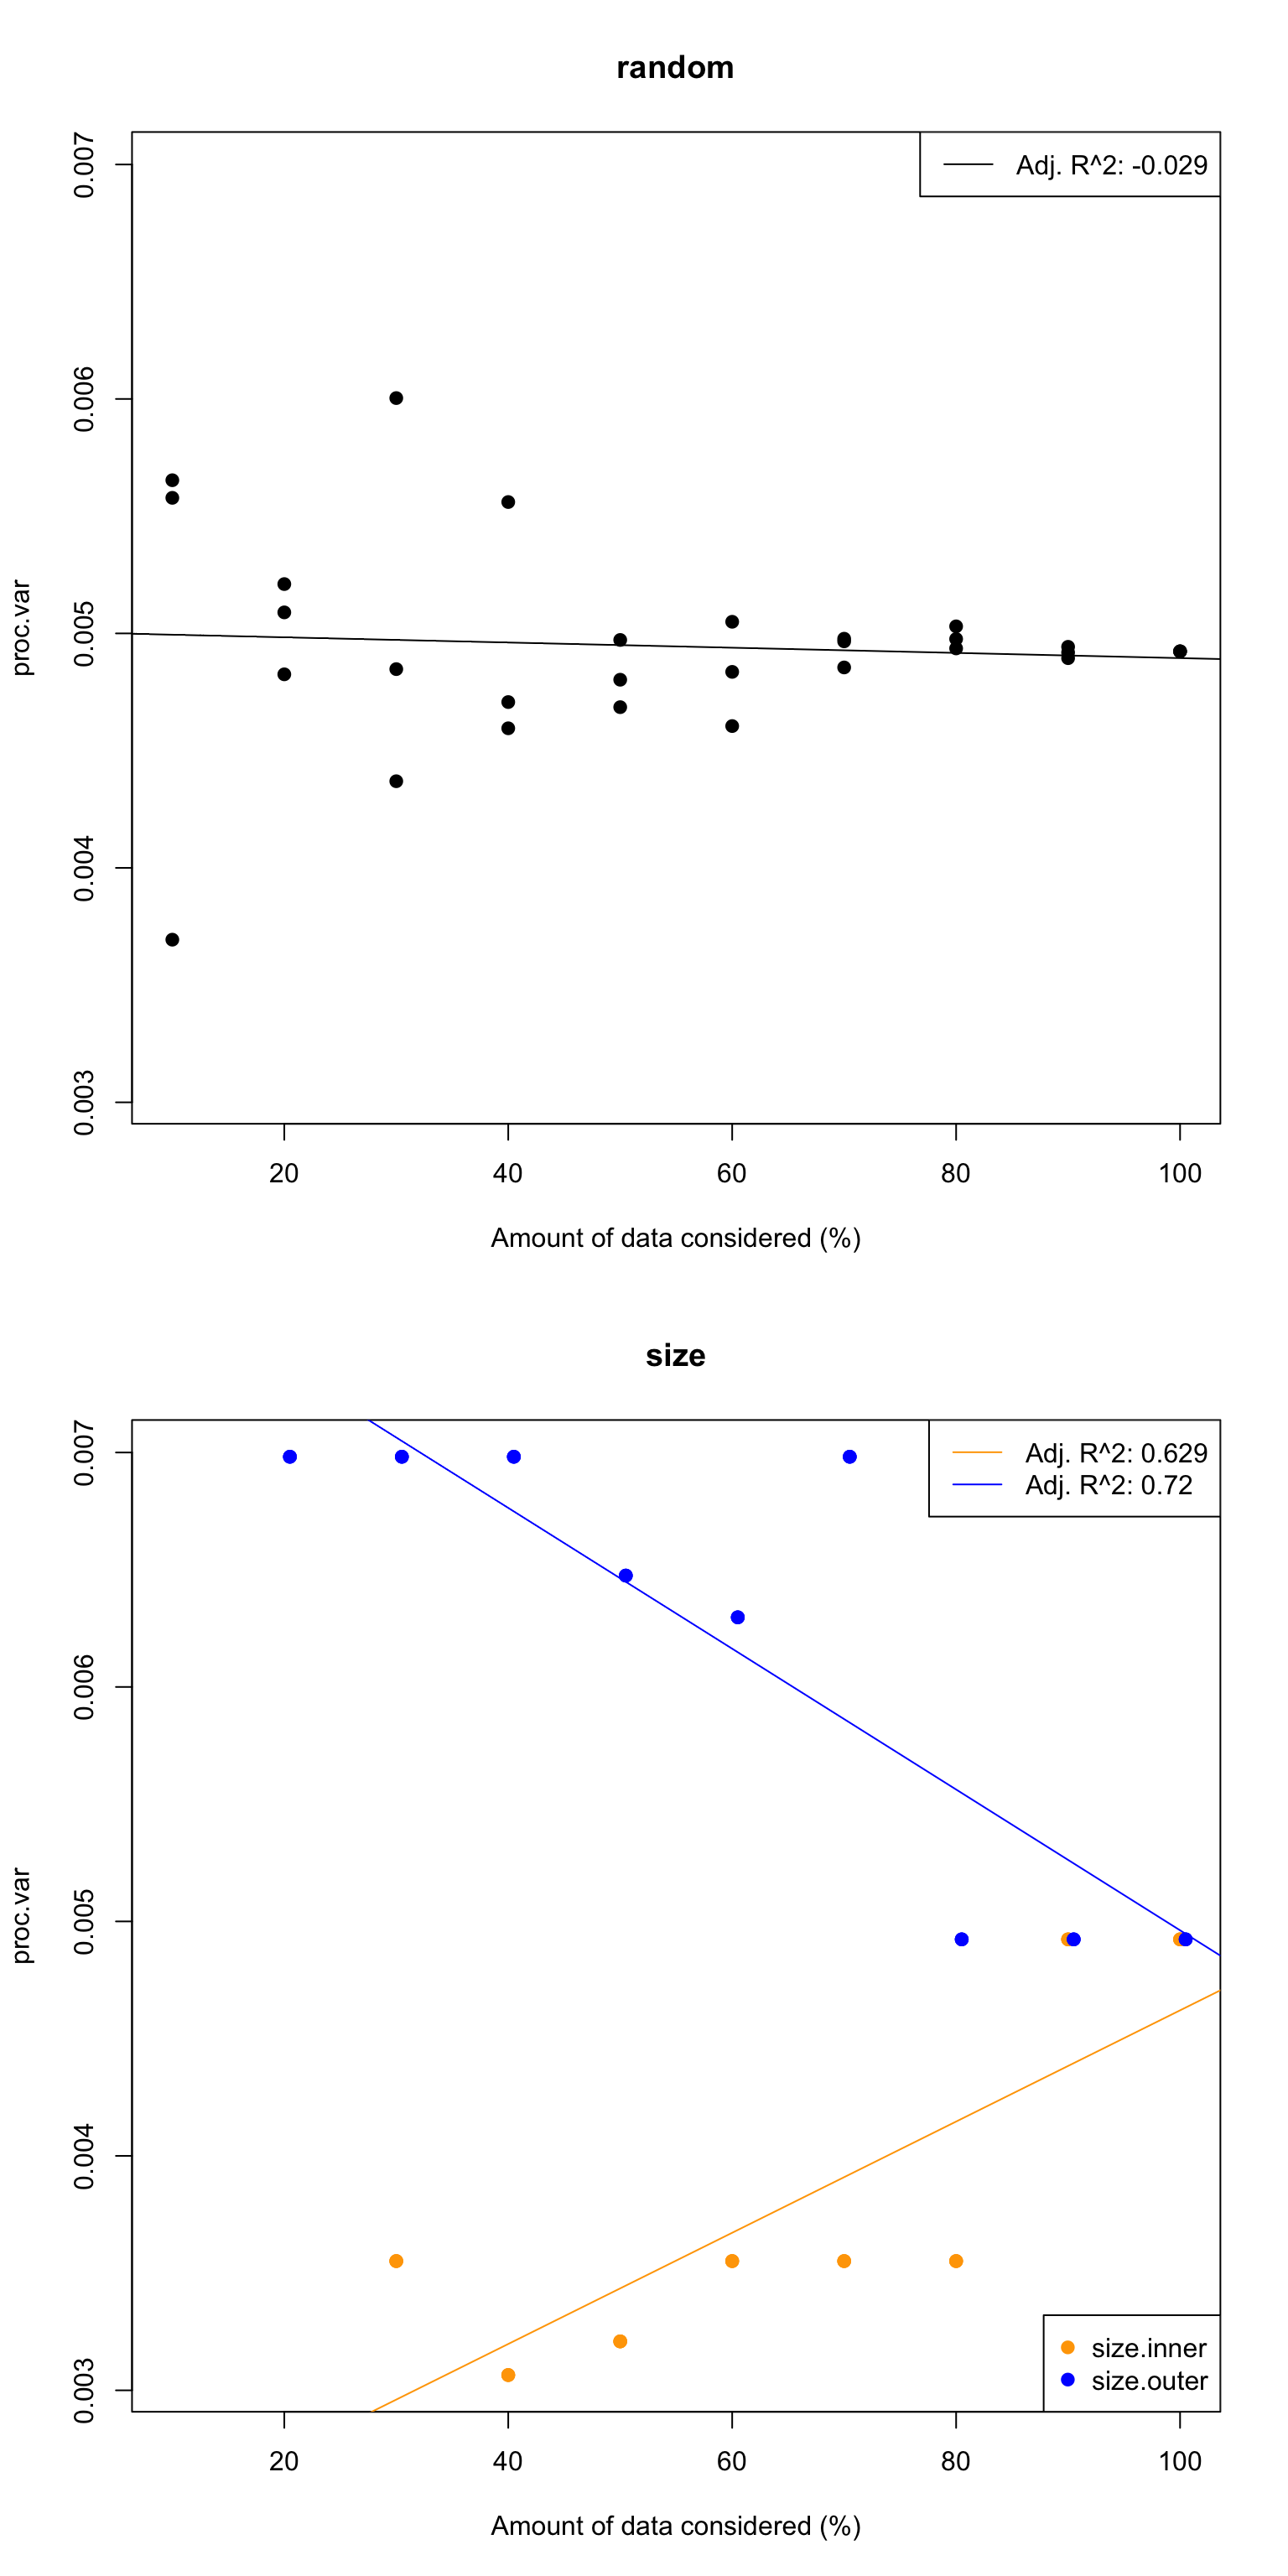 random
Adj. R^2: -0.029
0.007
0.006
0.005
0.004
0.003
proc.var
20 40 60 80 100
Amount of data considered (%)
size
Adj. R^2: 0.629
Adj. R^2: 0.72
0.007
0.006
0.005
0.004
0.003
proc.var
size.inner
size.outer
20 40 60 80 100
Amount of data considered (%)